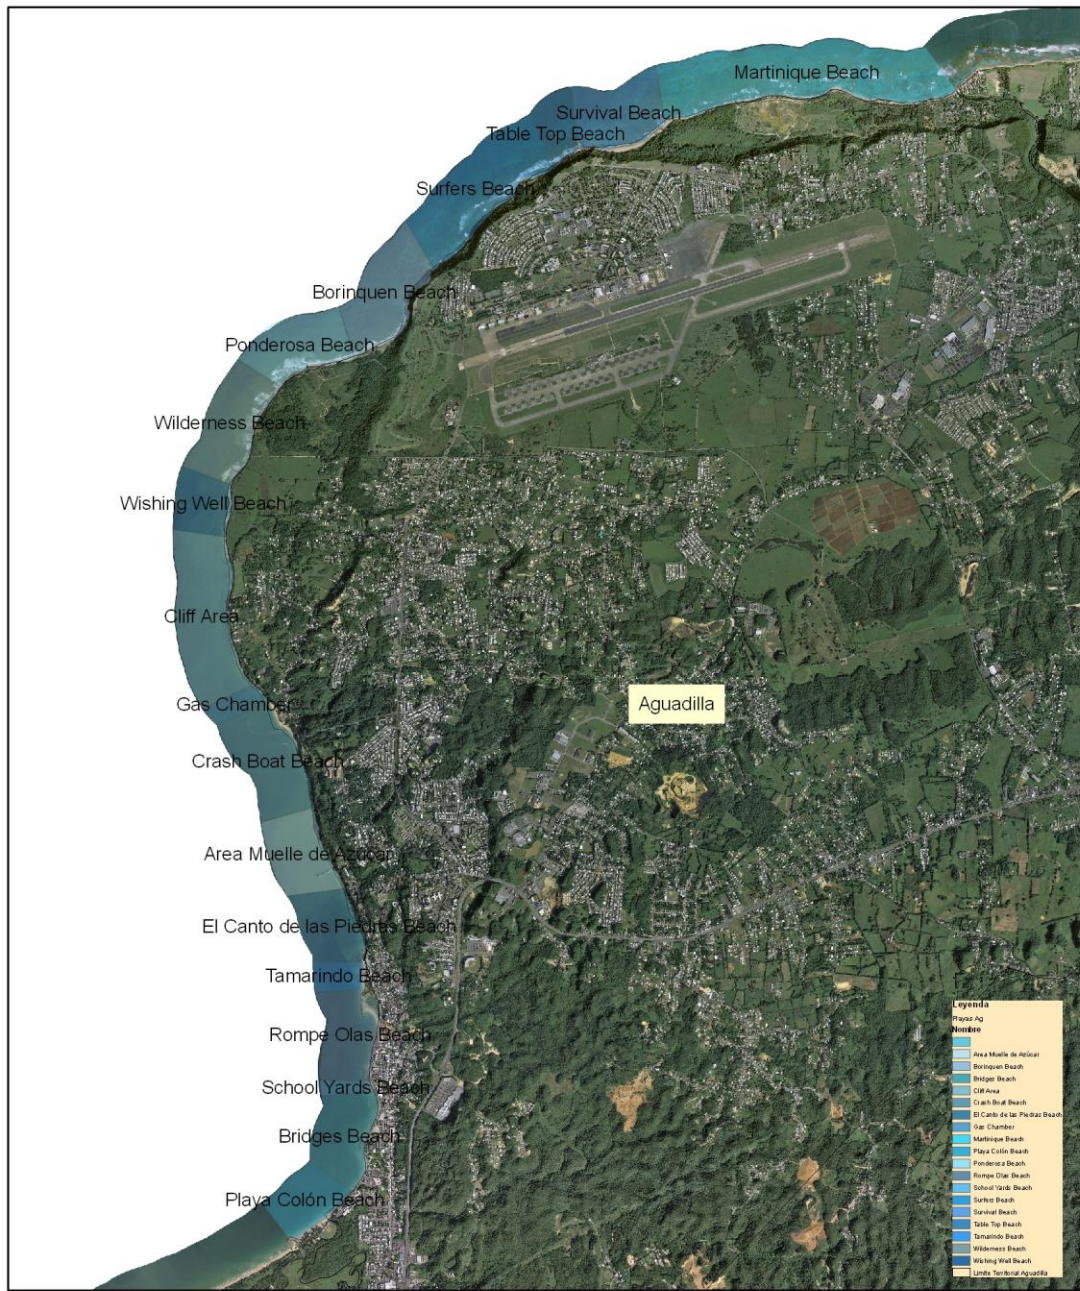 Martinique Beach
Survival Beach
Table Top Beach
Surfers Beach
Borinquen Beach
Ponderosa Beach
Wilderness Beach
Wishing Well Beach
Cliff Area
Gas Chamber
Aguadilla
Crash Boat Beach
Area Muelle de Azúcar
El Canto de las Piedras Beach
Tamarindo Beach
Rompe Olas Beach
School Yards Beach
Bridges Beach
Playa Colón Beach
Leyenda
Playas Ag
Nombre
Area Muelle de Azúcar
Borinquen Beach
Bridges Beach
Cliff Area
Crash Boat Beach
El Canto de las Piedras Beach
Gas Chamber
Martinique Beach
Playa Colón Beach
Ponderosa Beach
Rompe Olas Beach
School Yards Beach
Surfers Beach
Survival Beach
Table Top Beach
Tamarindo Beach
Wilderness Beach
Wishing Well Beach
Limite Territorial Aguadilla